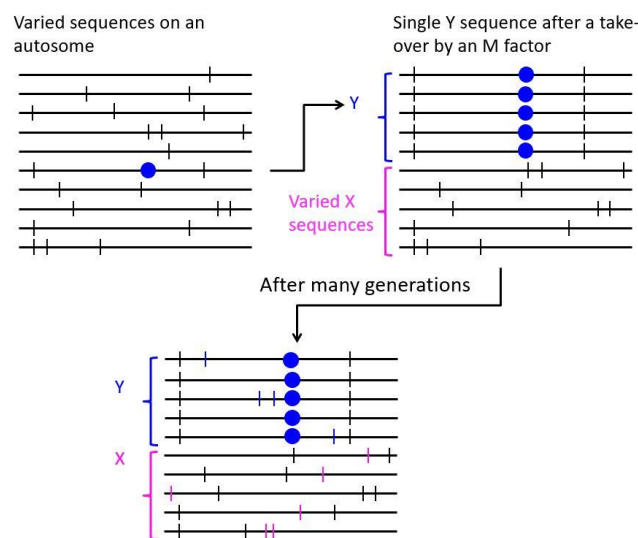 Varied sequences on an
autosome
Single Y sequence after a take-
over by an M factor
Y
Varied X
sequences
After many generations
Y
X